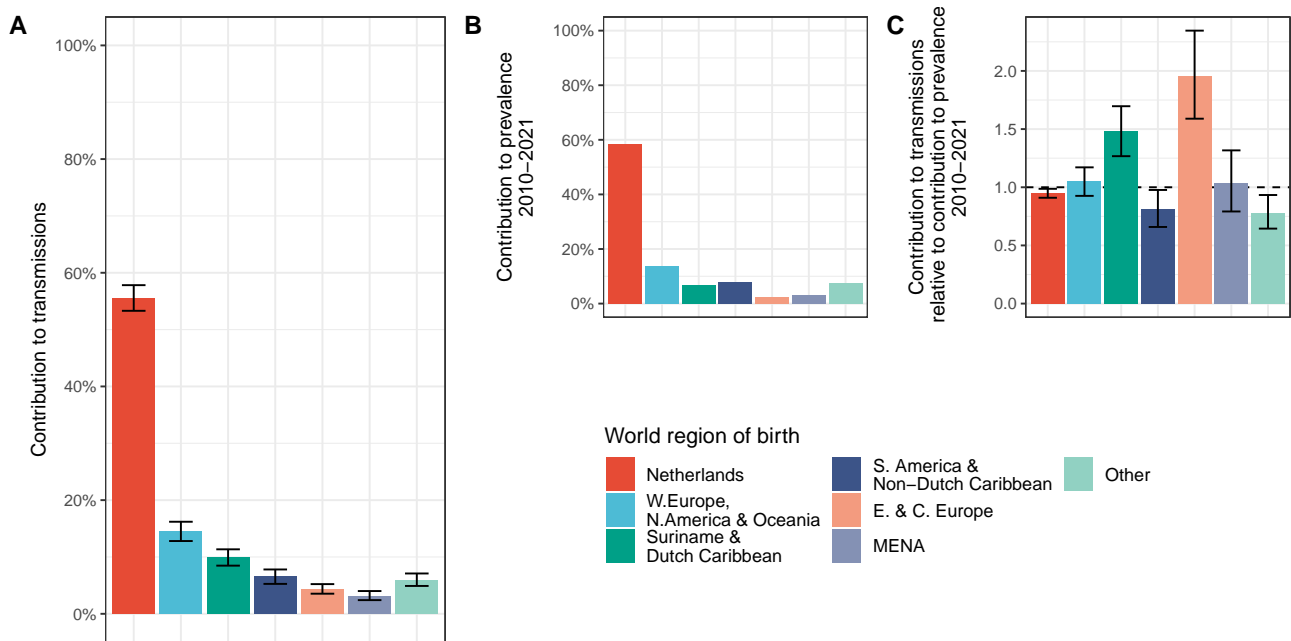 A
Contribution to transmissions
100%
80%
60%
40%
20%
0%
B
Contribution to prevalence
2010−2021
100%
80%
60%
40%
20%
0%
C
Contribution to transmissions
relative to contribution to prevalence
2010−2021
2.0
1.5
1.0
0.5
0.0
World region of birth
Netherlands
W.Europe,
N.America & Oceania
Suriname &
Dutch Caribbean
S. America &
Non−Dutch Caribbean
E. & C. Europe
MENA
Other